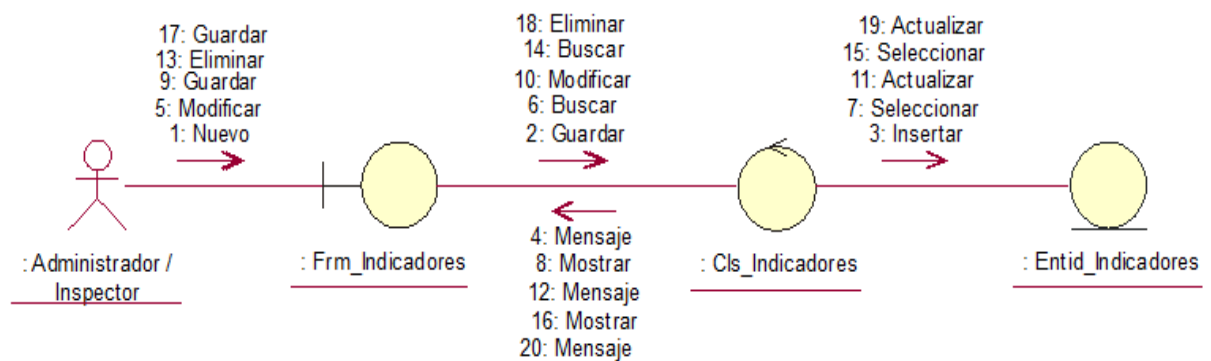 17: Guardar
13: Eliminar
9: Guardar
5: Modificar
1: Nuevo
18: Eliminar
14: Buscar
10: Modificar
6: Buscar
2: Guardar
19: Actualizar
15: Seleccionar
11: Actualizar
7: Seleccionar
3: Insertar
4: Mensaje
8: Mostrar
12: Mensaje
16: Mostrar
20: Mensaje
: Administrador /
Inspector
: Frm_Indicadores
: Cls_Indicadores
: Entid_Indicadores